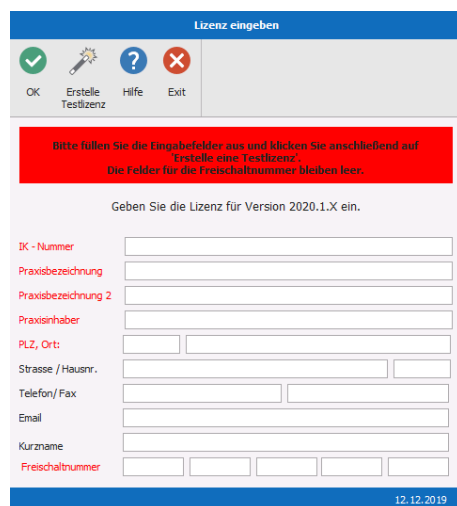 Lizenz eingeben
OK
Erstelle
Testlizenz
Hilfe
Exit
Bitte füllen Sie die Eingabefelder aus und klicken Sie anschließend auf
'Erstelle eine Testlizenz'.
Die Felder für die Freischaltnummer bleiben leer.
Geben Sie die Lizenz für Version 2020.1.X ein.
IK - Nummer
Praxisbezeichnung
Praxisbezeichnung 2
Praxisinhaber
PLZ, Ort:
Strasse / Hausnr.
Telefon/ Fax
Email
Kurzname
Freischaltnummer
12.12.2019